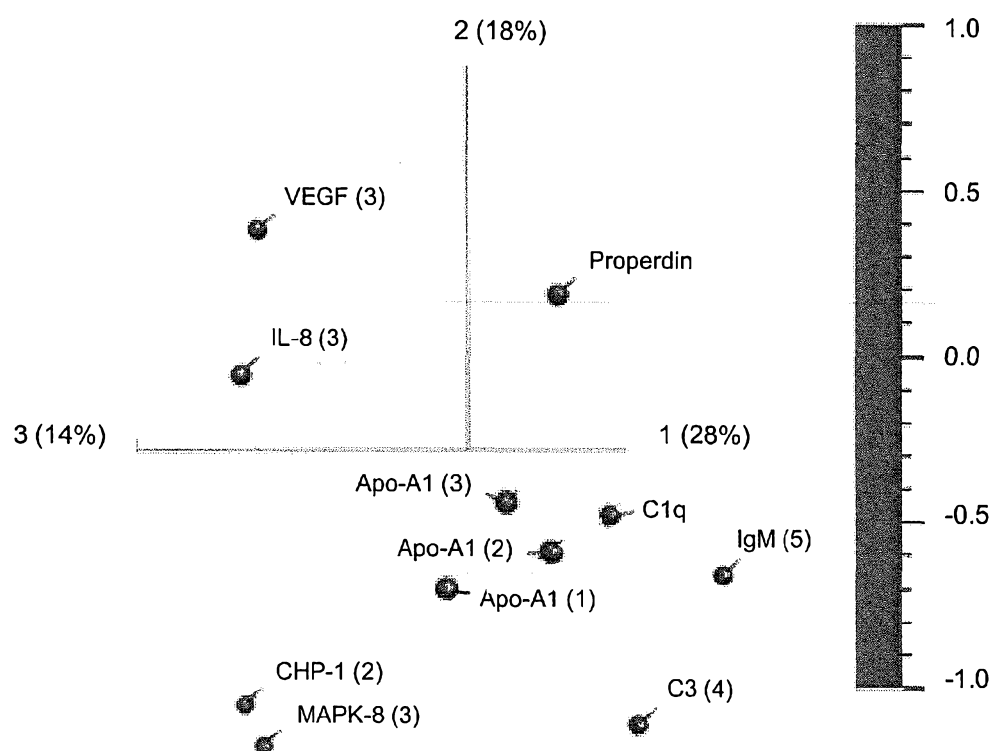 2 (18%)
1.0
VEGF (3)
0.5
Properdin
IL-8 (3)
0.0
3 (14%)
1 (28%)
Apo-A1 (3)
C1q
-0.5
Apo-A1 (2)
IgM (5)
Apo-A1 (1)
CHP-1 (2)
C3 (4)
-1.0
MAPK-8 (3)